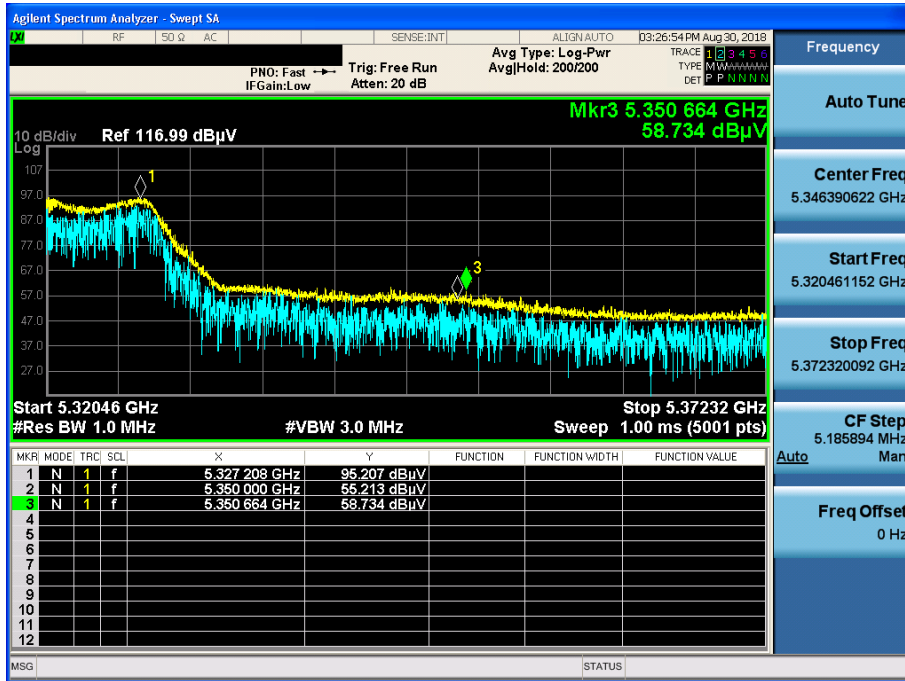 Agilent Spectrum Analyzer - Swept SA
LXI RF 50 Ω AC SENSE:INT ALIGN AUTO 03:26:54 PM Aug 30, 2018
PNO: Fast
IFGain:Low
Trig: Free Run
Atten: 20 dB
Avg Type: Log-Pwr
Avg|Hold: 200/200
TRACE 1 2 3 4 5 6
TYPE M W
DET P P N N N N
Mkr3 5.350 664 GHz
58.734 dBµV
10 dB/div Ref 116.99 dBµV
Log
107
97.0
87.0
77.0
67.0
57.0
47.0
37.0
27.0
1
3
Start 5.32046 GHz Stop 5.37232 GHz
#Res BW 1.0 MHz #VBW 3.0 MHz Sweep 1.00 ms (5001 pts)
MKR MODE TRC SCL X Y FUNCTION FUNCTION WIDTH FUNCTION VALUE
1 N 1 f 5.327 208 GHz 95.207 dBµV
2 N 1 f 5.350 000 GHz 55.213 dBµV
3 N 1 f 5.350 664 GHz 58.734 dBµV
4
5
6
7
8
9
10
11
12
MSG STATUS
Frequency
Auto Tune
Center Freq
5.346390622 GHz
Start Freq
5.320461152 GHz
Stop Freq
5.372320092 GHz
CF Step
5.185894 MHz
Auto Man
Freq Offset
0 Hz